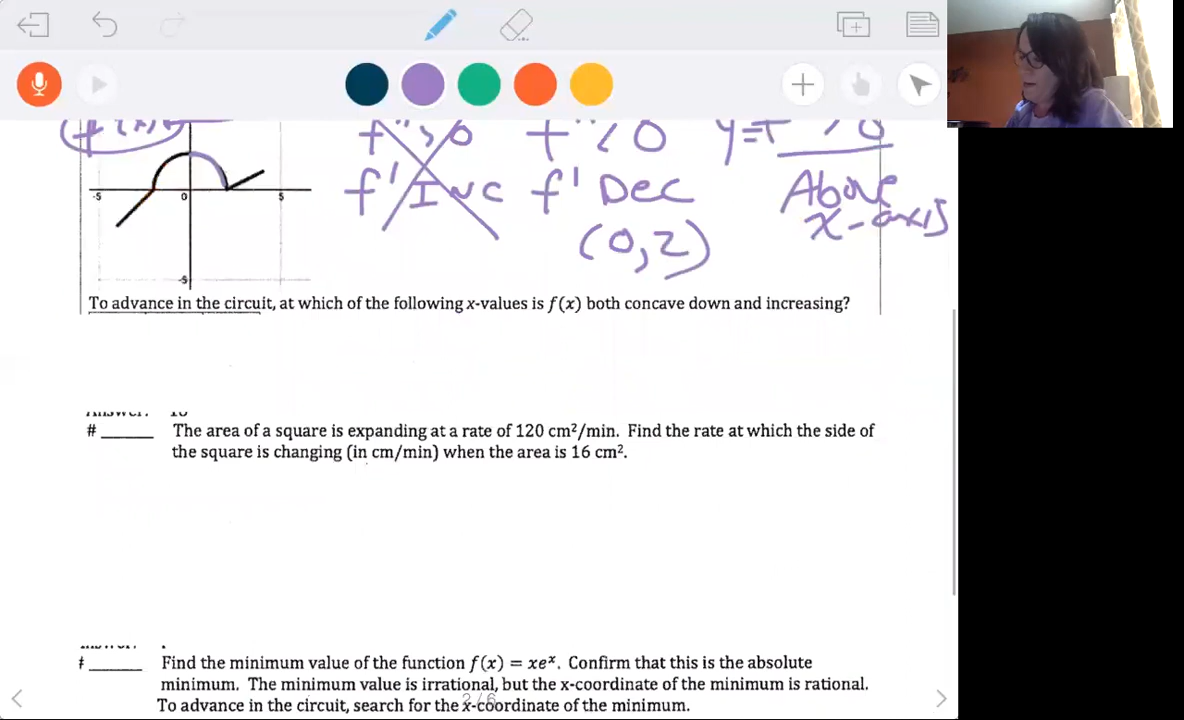 f''>0 f''<0 y=f' >0
f' Inc f' Dec Above
x-axis
(0,2)
-5 0 5
-5
To advance in the circuit, at which of the following x-values is f(x) both concave down and increasing?
# ______ The area of a square is expanding at a rate of 120 cm²/min. Find the rate at which the side of
the square is changing (in cm/min) when the area is 16 cm².
______ Find the minimum value of the function f(x) = xeˣ. Confirm that this is the absolute
minimum. The minimum value is irrational, but the x-coordinate of the minimum is rational.
2/6
To advance in the circuit, search for the x-coordinate of the minimum.